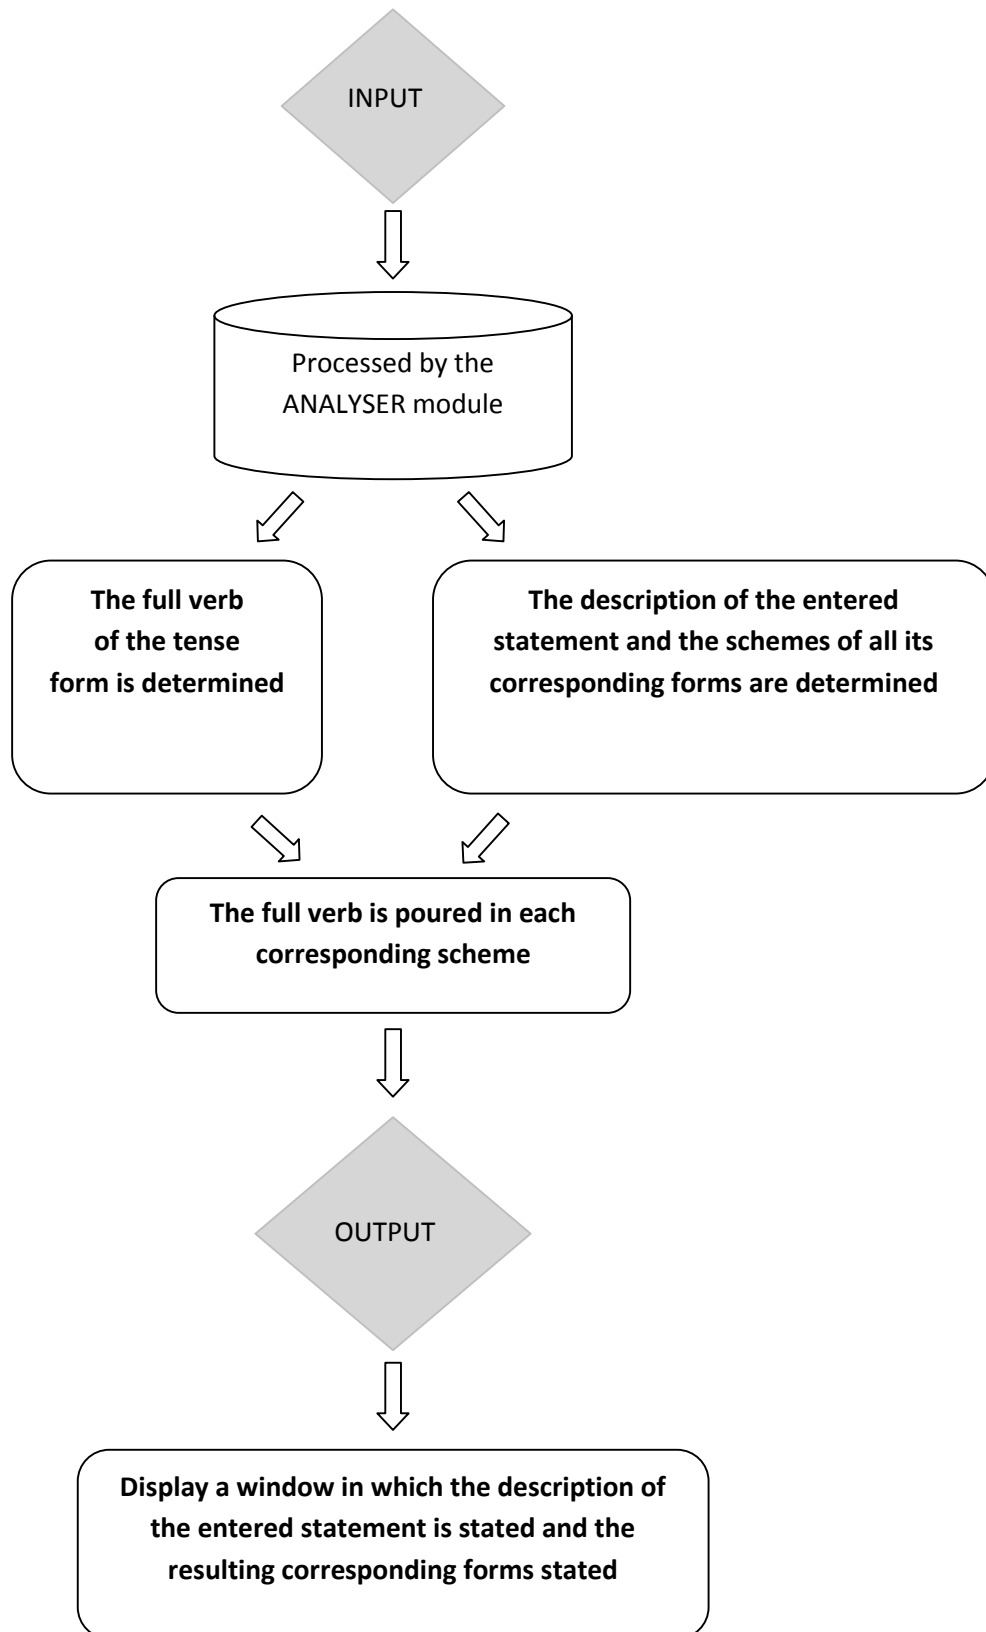 INPUT
Processed by the
ANALYSER module
The full verb
of the tense
form is determined
The description of the entered
statement and the schemes of all its
corresponding forms are determined
The full verb is poured in each
corresponding scheme
OUTPUT
Display a window in which the description of
the entered statement is stated and the
resulting corresponding forms stated